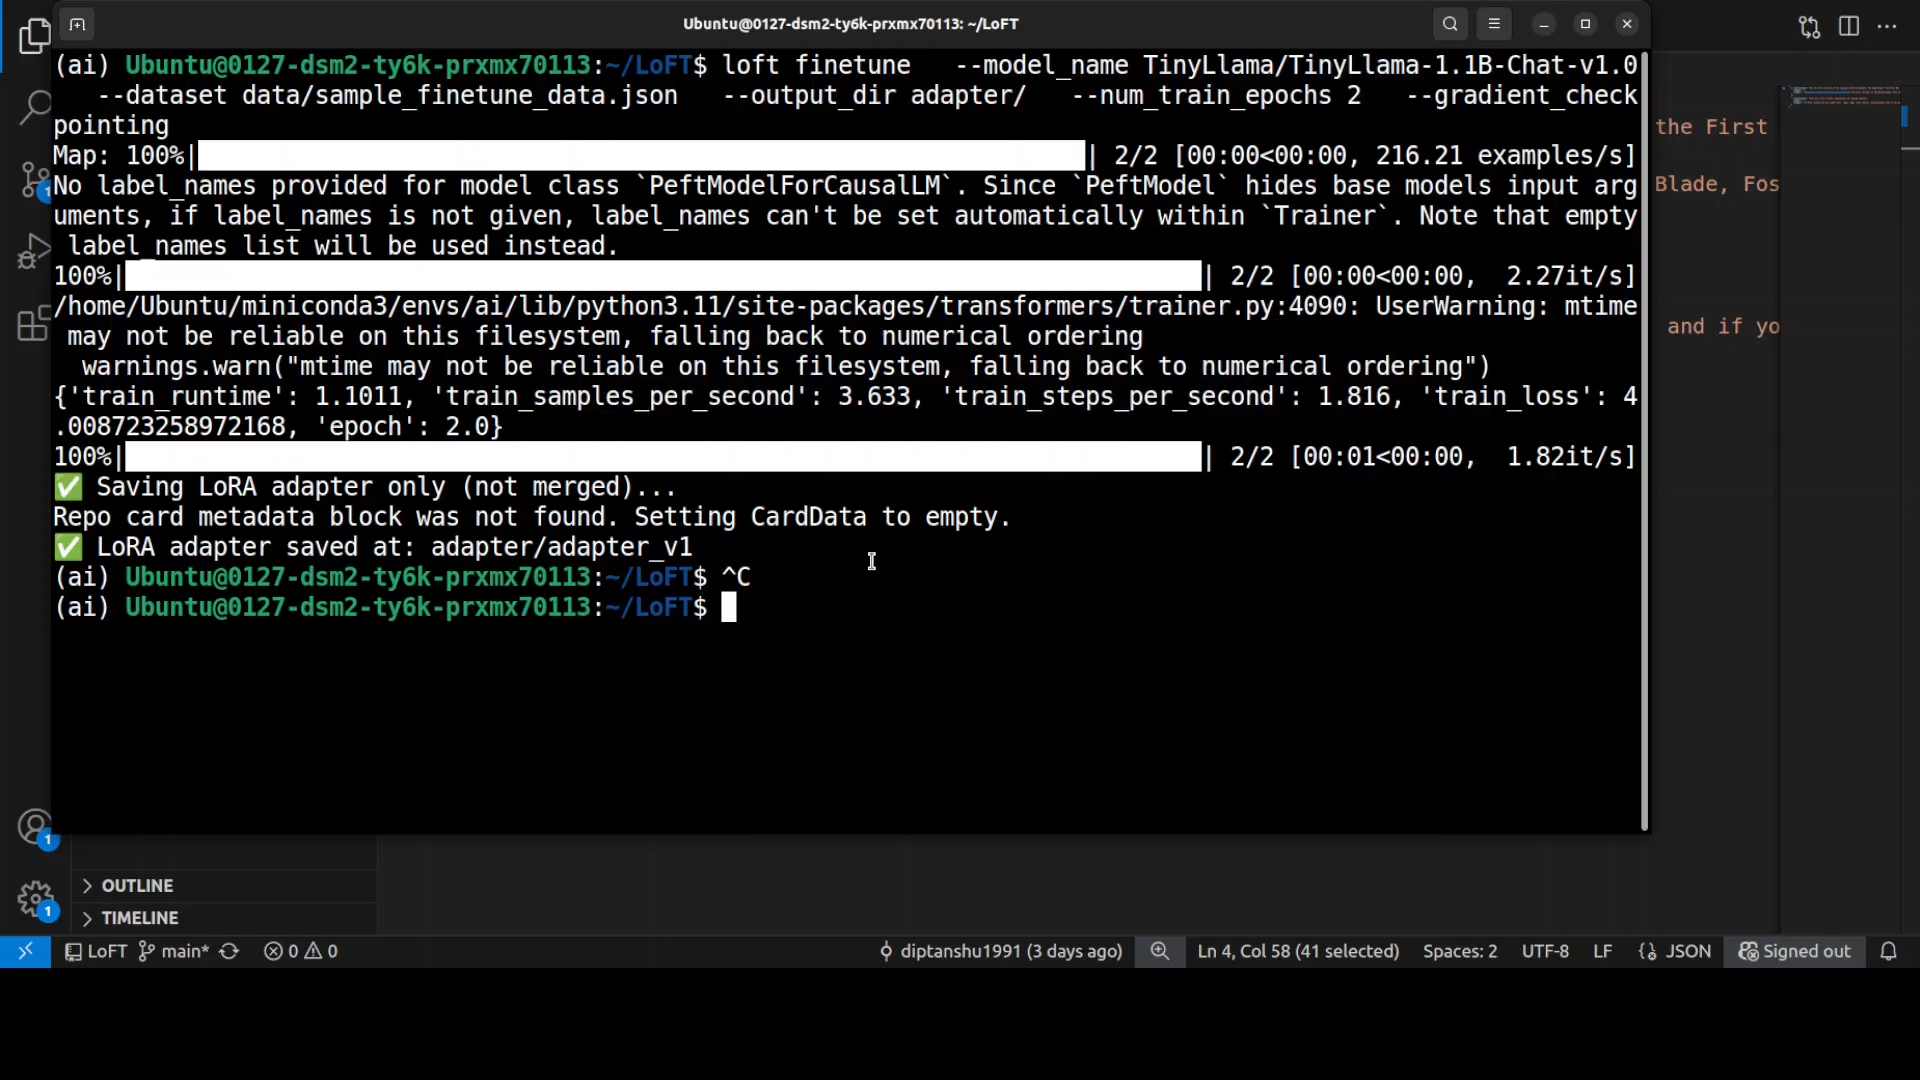 Ubuntu@0127-dsm2-ty6k-prxmx70113: ~/LoFT
(ai) Ubuntu@0127-dsm2-ty6k-prxmx70113:~/LoFT$ loft finetune   --model_name TinyLlama/TinyLlama-1.1B-Chat-v1.0
   --dataset data/sample_finetune_data.json   --output_dir adapter/   --num_train_epochs 2   --gradient_check
pointing
Map: 100%| | 2/2 [00:00<00:00, 216.21 examples/s]
No label_names provided for model class `PeftModelForCausalLM`. Since `PeftModel` hides base models input arg
uments, if label_names is not given, label_names can't be set automatically within `Trainer`. Note that empty
 label_names list will be used instead.
100%| | 2/2 [00:00<00:00,  2.27it/s]
/home/Ubuntu/miniconda3/envs/ai/lib/python3.11/site-packages/transformers/trainer.py:4090: UserWarning: mtime
 may not be reliable on this filesystem, falling back to numerical ordering
  warnings.warn("mtime may not be reliable on this filesystem, falling back to numerical ordering")
{'train_runtime': 1.1011, 'train_samples_per_second': 3.633, 'train_steps_per_second': 1.816, 'train_loss': 4
.008723258972168, 'epoch': 2.0}
100%| | 2/2 [00:01<00:00,  1.82it/s]
✅ Saving LoRA adapter only (not merged)...
Repo card metadata block was not found. Setting CardData to empty.
✅ LoRA adapter saved at: adapter/adapter_v1
(ai) Ubuntu@0127-dsm2-ty6k-prxmx70113:~/LoFT$ ^C
(ai) Ubuntu@0127-dsm2-ty6k-prxmx70113:~/LoFT$
the First
Blade, Fos
and if yo
1
1
OUTLINE
TIMELINE
LoFT main* 0 0 diptanshu1991 (3 days ago) Ln 4, Col 58 (41 selected) Spaces: 2 UTF-8 LF {} JSON Signed out